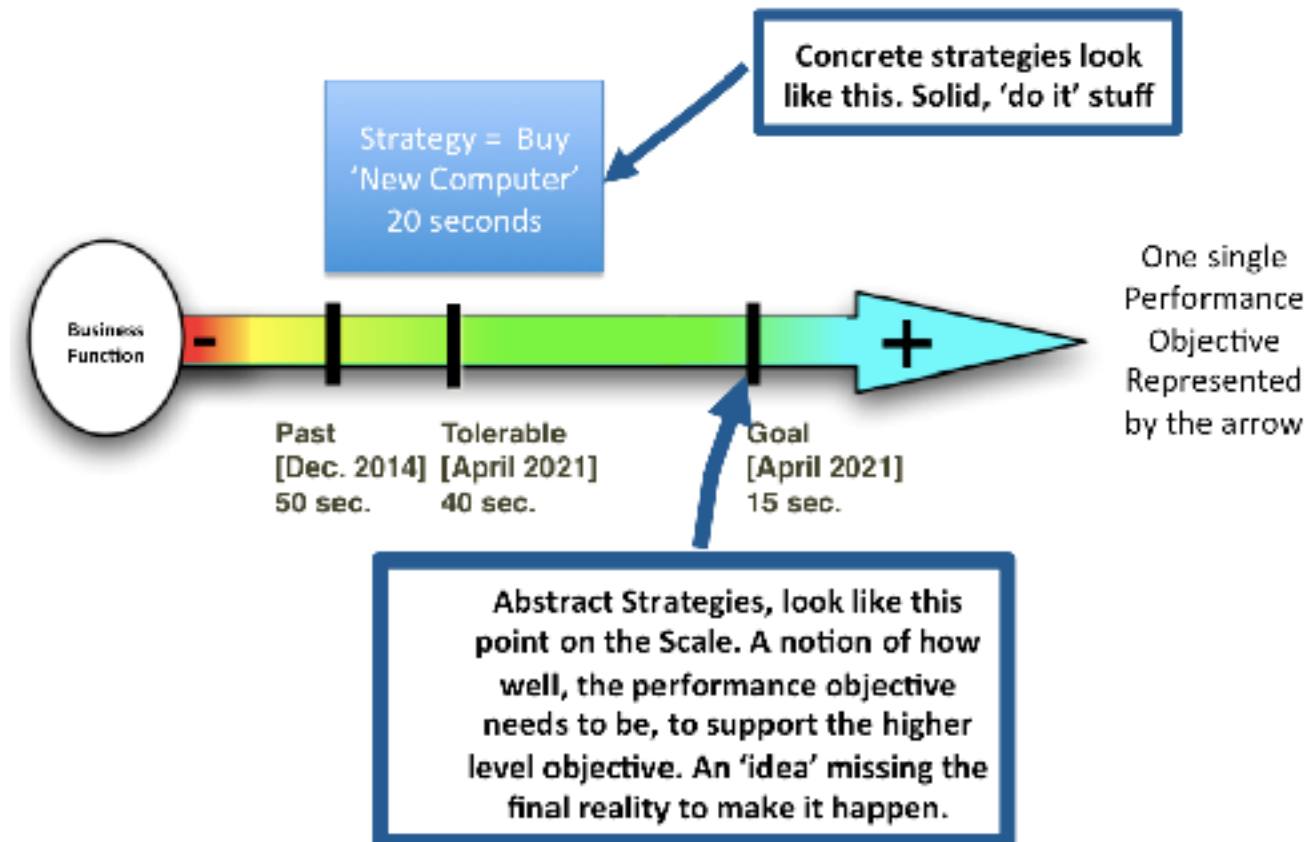 Concrete strategies look
like this. Solid, ‘do it’ stuff
Strategy = Buy
‘New Computer’
20 seconds
Business
Function
-
+
One single
Performance
Objective
Represented
by the arrow
Past
[Dec. 2014]
50 sec.
Tolerable
[April 2021]
40 sec.
Goal
[April 2021]
15 sec.
Abstract Strategies, look like this
point on the Scale. A notion of how
well, the performance objective
needs to be, to support the higher
level objective. An ‘idea’ missing the
final reality to make it happen.